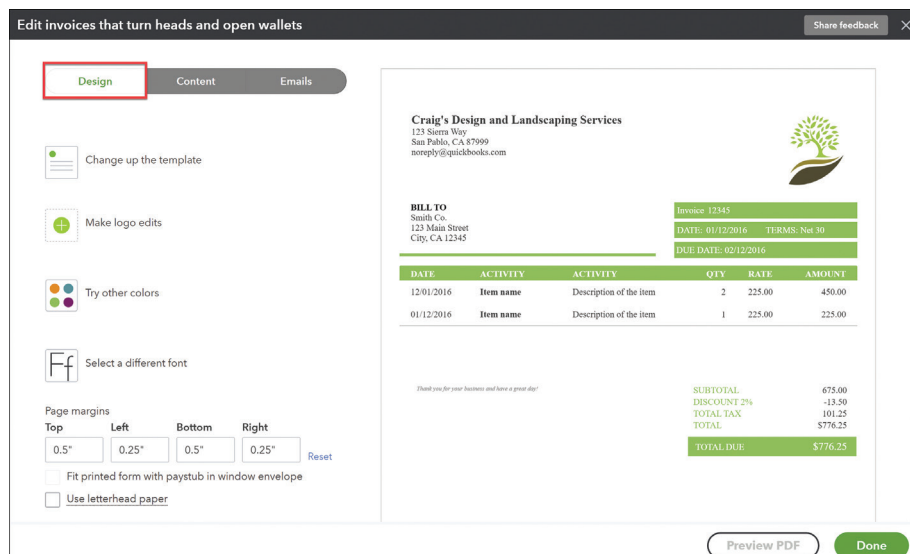 Edit invoices that turn heads and open wallets
Share feedback
Design Content Emails
Change up the template
Make logo edits
Try other colors
Ff Select a different font
Page margins
Top Left Bottom Right
0.5" 0.25" 0.5" 0.25" Reset
Fit printed form with paystub in window envelope
Use letterhead paper
Craig's Design and Landscaping Services
123 Sierra Way
San Pablo, CA 87999
noreply@quickbooks.com
BILL TO
Smith Co.
123 Main Street
City, CA 12345
Invoice 12345
DATE: 01/12/2016 TERMS: Net 30
DUE DATE: 02/12/2016
DATE ACTIVITY ACTIVITY QTY RATE AMOUNT
12/01/2016 Item name Description of the item 2 225.00 450.00
01/12/2016 Item name Description of the item 1 225.00 225.00
Thank you for your business and have a great day!
SUBTOTAL 675.00
DISCOUNT 2% -13.50
TOTAL TAX 101.25
TOTAL $776.25
TOTAL DUE $776.25
Preview PDF Done